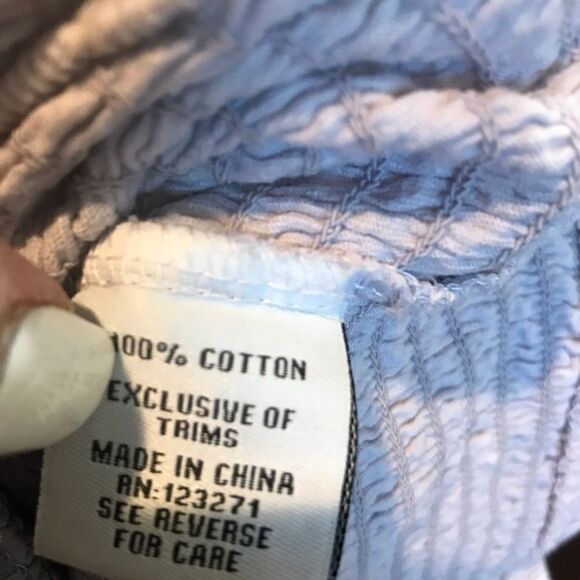 100% COTTON
EXCLUSIVE OF
TRIMS
MADE IN CHINA
RN:123271
SEE REVERSE
FOR CARE